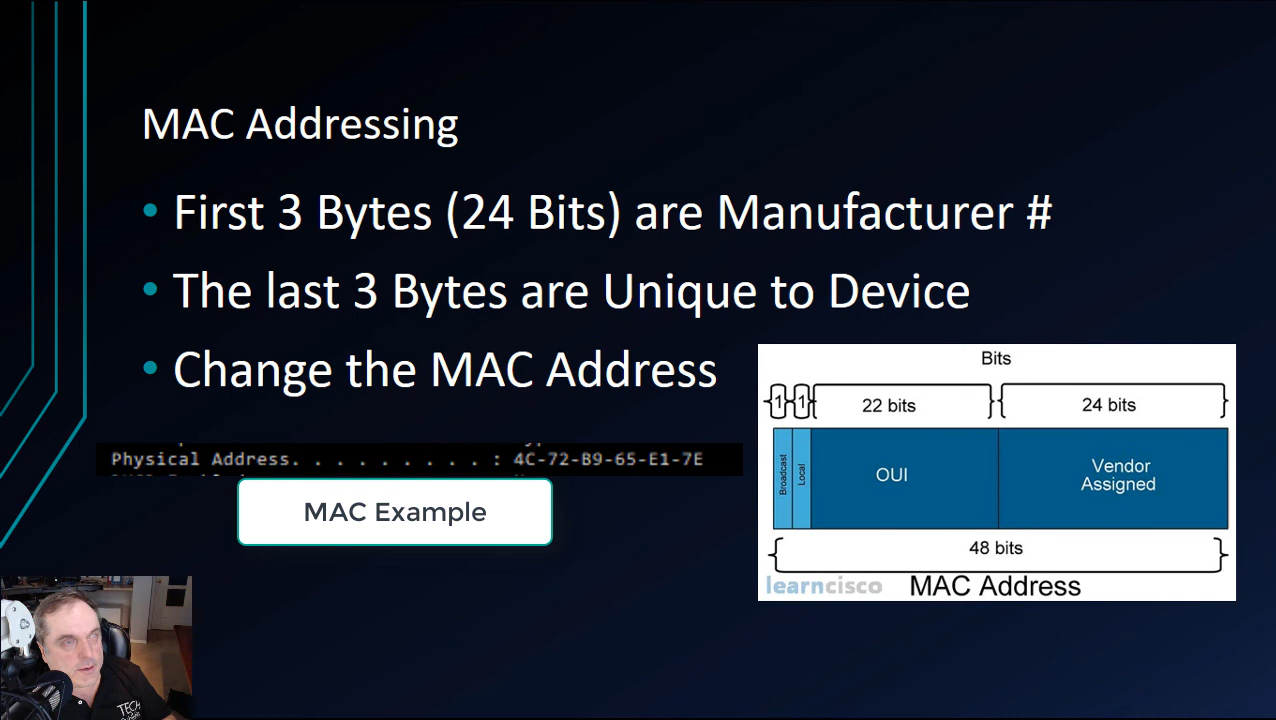 MAC Addressing
• First 3 Bytes (24 Bits) are Manufacturer #
• The last 3 Bytes are Unique to Device
• Change the MAC Address
Physical Address. . . . . . . . . : 4C-72-B9-65-E1-7E
MAC Example
Bits
1 1 22 bits 24 bits
Broadcast
Local
OUI
Vendor
Assigned
48 bits
learncisco MAC Address
TECH